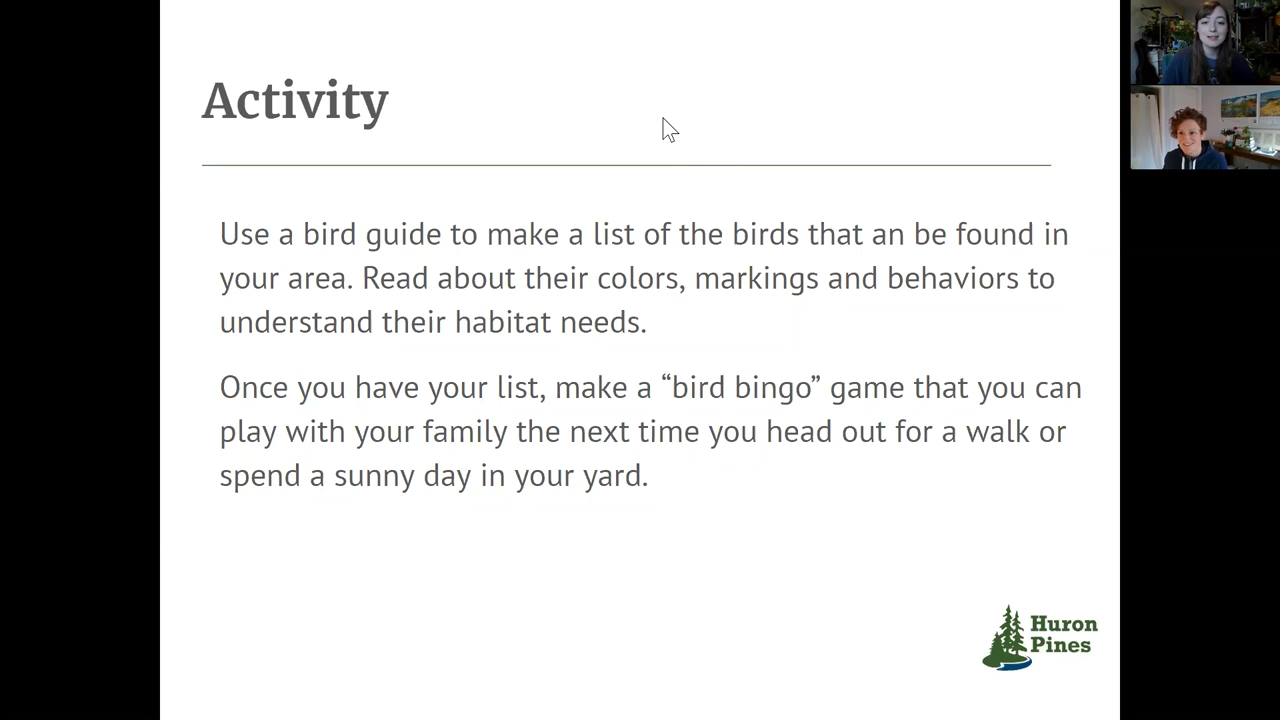 Activity
Use a bird guide to make a list of the birds that an be found in
your area. Read about their colors, markings and behaviors to
understand their habitat needs.
Once you have your list, make a “bird bingo” game that you can
play with your family the next time you head out for a walk or
spend a sunny day in your yard.
Huron
Pines